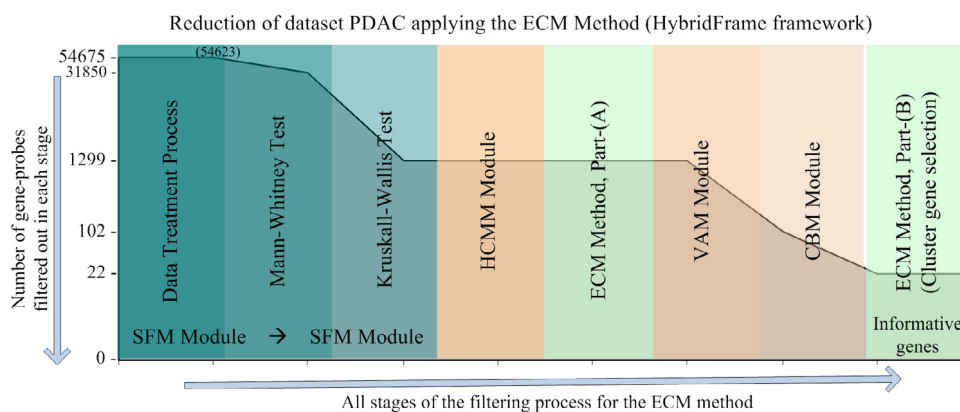 Reduction of dataset PDAC applying the ECM Method (HybridFrame framework)
54675
(54623)
31850
1299
102
22
0
Number of gene-probes
filtered out in each stage
Data Treatment Process
Mann-Whitney Test
Kruskall-Wallis Test
HCMM Module
ECM Method, Part-(A)
VAM Module
CBM Module
ECM Method, Part-(B)
(Cluster gene selection)
SFM Module → SFM Module
Informative
genes
All stages of the filtering process for the ECM method